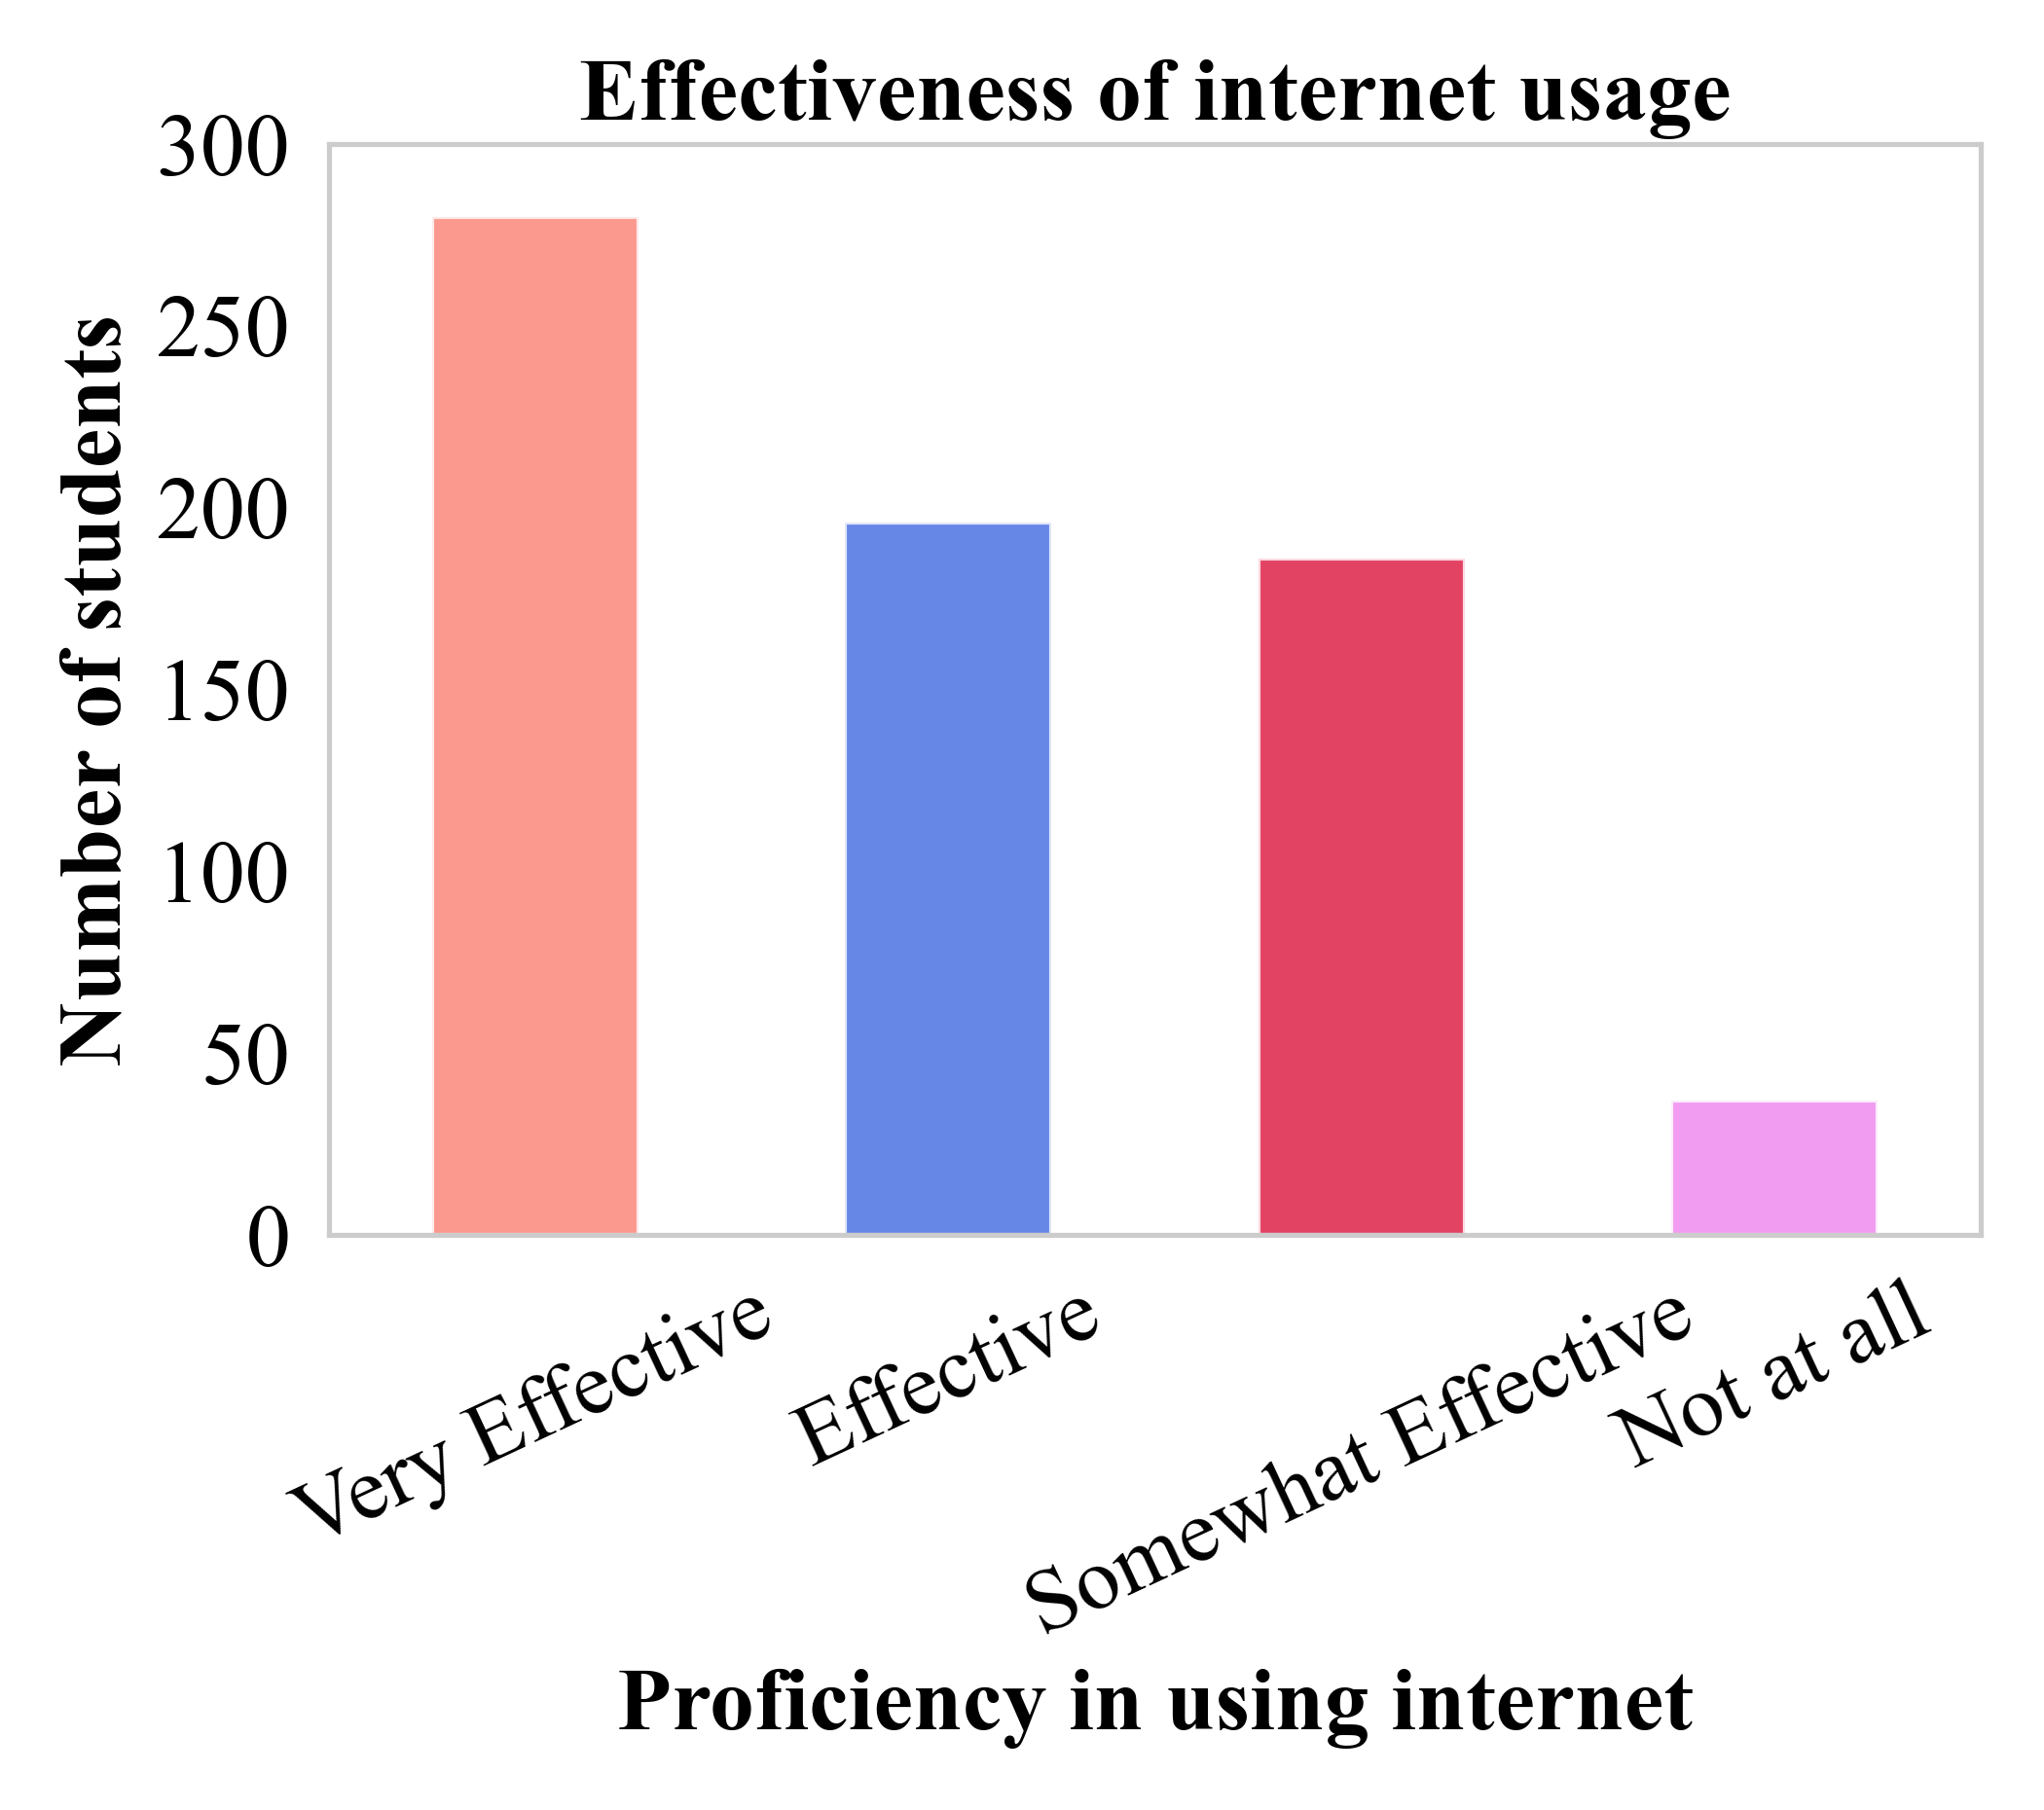 Effectiveness of internet usage
300
250
200
150
100
50
0
Number of students
Very Effective
Effective
Somewhat Effective
Not at all
Proficiency in using internet